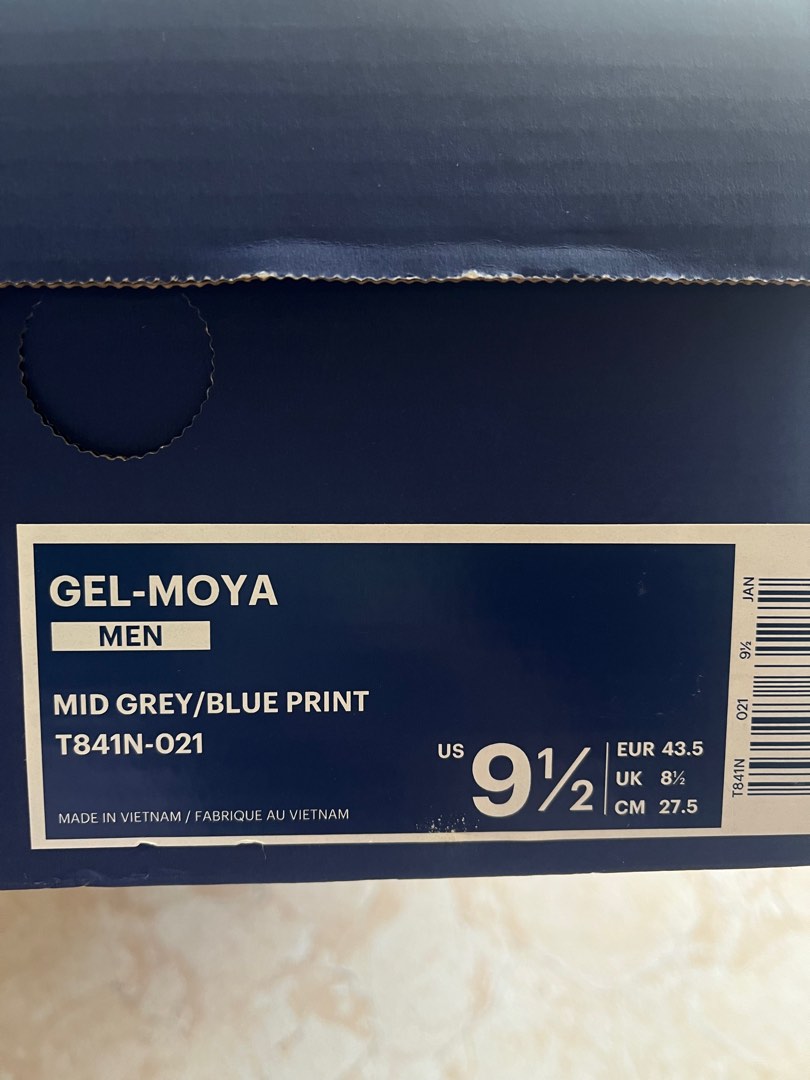 GEL-MOYA
MEN
MID GREY/BLUE PRINT
T841N-021
MADE IN VIETNAM / FABRIQUE AU VIETNAM
US 9½
EUR 43.5
UK 8½
CM 27.5
T841N 021 9½ JAN